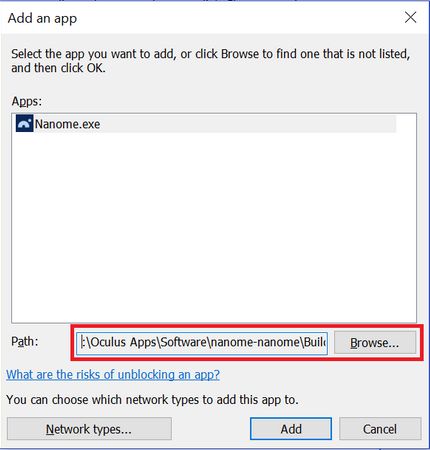 Add an app
Select the app you want to add, or click Browse to find one that is not listed,
and then click OK.
Apps:
Nanome.exe
Path:
:\Oculus Apps\Software\nanome-nanome\Build
Browse...
What are the risks of unblocking an app?
You can choose which network types to add this app to.
Network types...
Add
Cancel